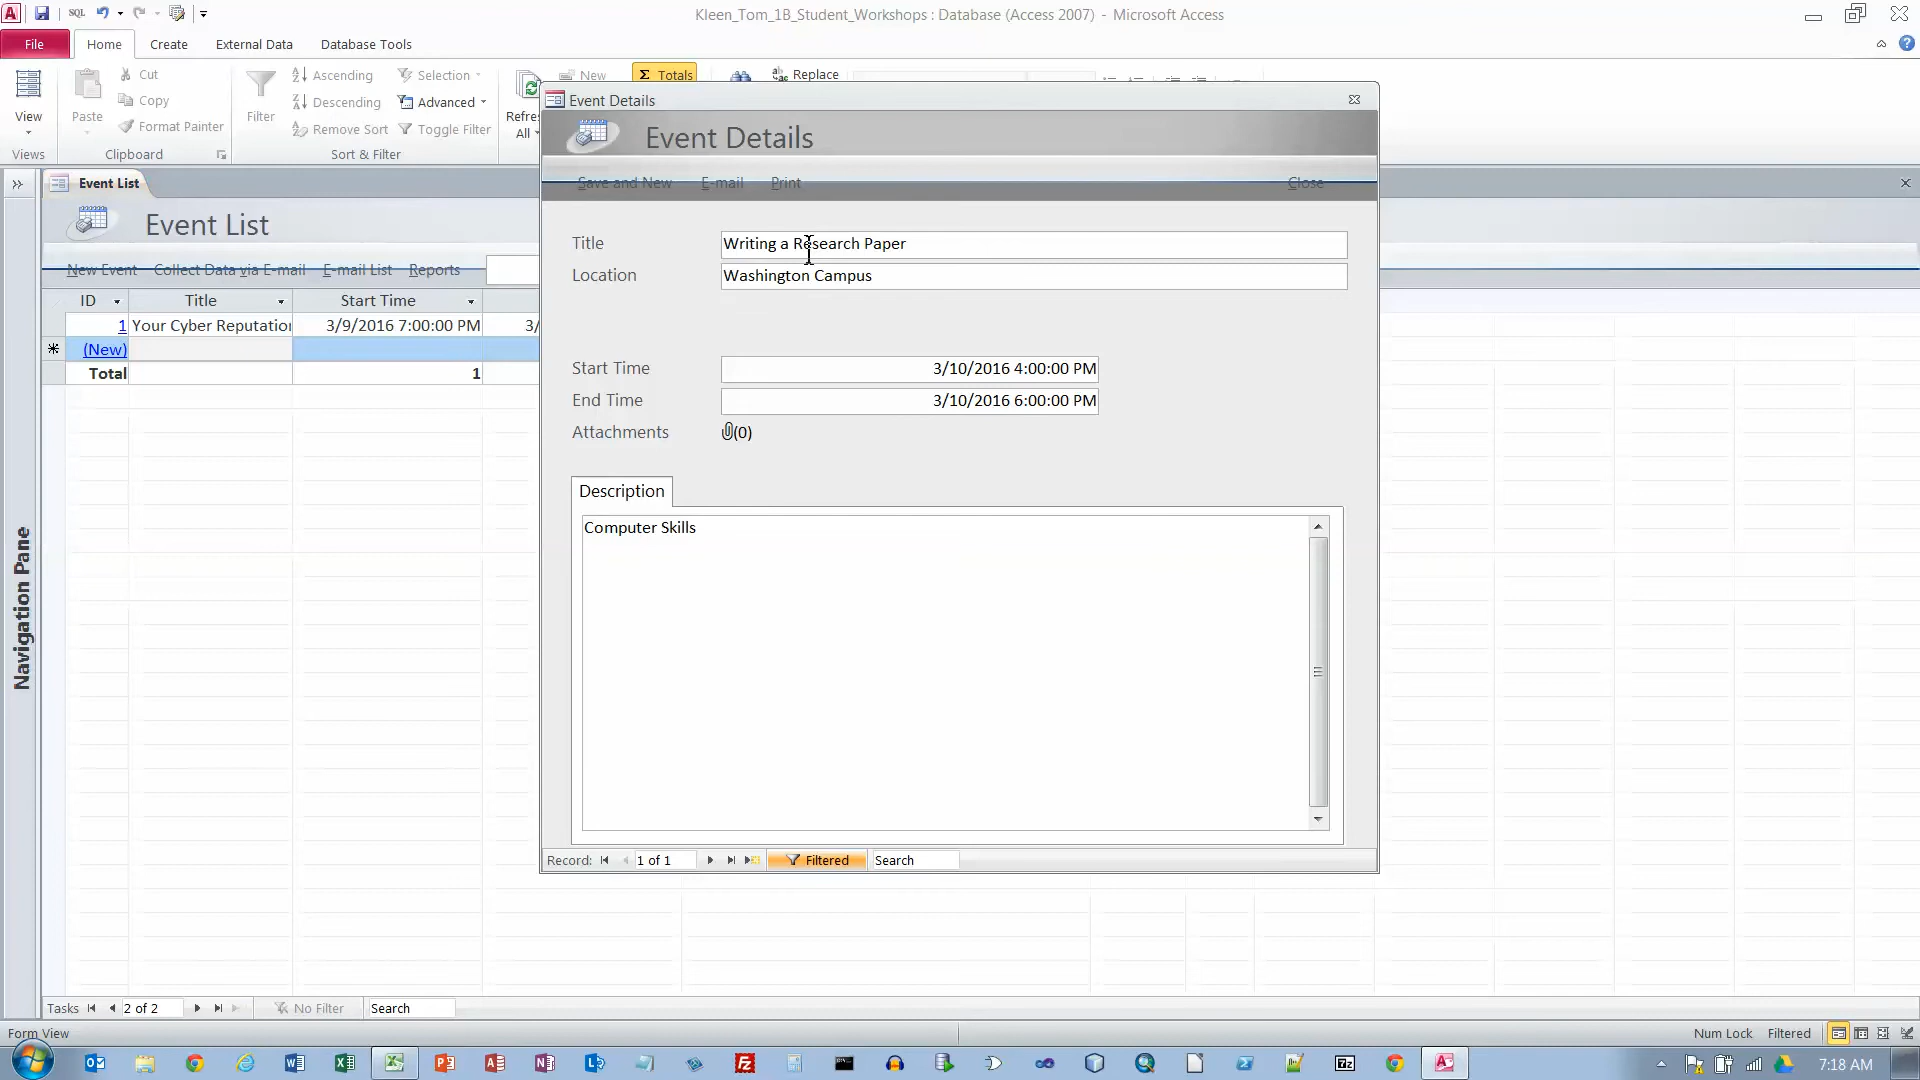 SQL
Kleen_Tom_1B_Student_Workshops : Database (Access 2007) - Microsoft Access
File Home Create External Data Database Tools
View
Views
Paste
Cut
Copy
Format Painter
Clipboard
Filter
Ascending
Descending
Remove Sort
Selection
Advanced
Toggle Filter
Sort & Filter
Refre
All
New
Σ Totals
Replace
Event Details
Event Details
Save and New E-mail Print Close
Title Writing a Research Paper
Location Washington Campus
Start Time 3/10/2016 4:00:00 PM
End Time 3/10/2016 6:00:00 PM
Attachments (0)
Description
Computer Skills
Record: 1 of 1 Filtered Search
Event List
Event List
New Event Collect Data via E-mail E-mail List Reports
ID Title Start Time
1 Your Cyber Reputation 3/9/2016 7:00:00 PM 3/
(New)
Total 1
Navigation Pane
Tasks 2 of 2 No Filter Search
Form View Num Lock Filtered
7:18 AM